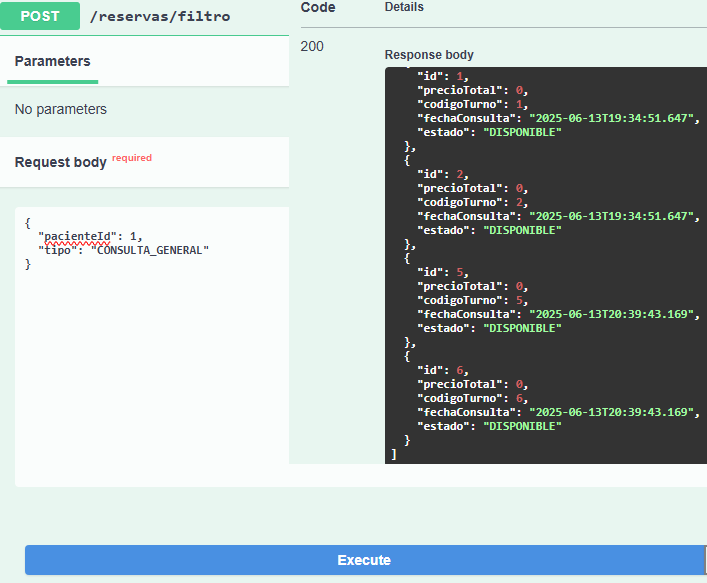 POST /reservas/filtro
Parameters
No parameters
Request body required
{
"pacienteId": 1,
"tipo": "CONSULTA_GENERAL"
}
Code Details
200
Response body
"id": 1,
"precioTotal": 0,
"codigoTurno": 1,
"fechaConsulta": "2025-06-13T19:34:51.647",
"estado": "DISPONIBLE"
},
{
"id": 2,
"precioTotal": 0,
"codigoTurno": 2,
"fechaConsulta": "2025-06-13T19:34:51.647",
"estado": "DISPONIBLE"
},
{
"id": 5,
"precioTotal": 0,
"codigoTurno": 5,
"fechaConsulta": "2025-06-13T20:39:43.169",
"estado": "DISPONIBLE"
},
{
"id": 6,
"precioTotal": 0,
"codigoTurno": 6,
"fechaConsulta": "2025-06-13T20:39:43.169",
"estado": "DISPONIBLE"
}
]
Execute